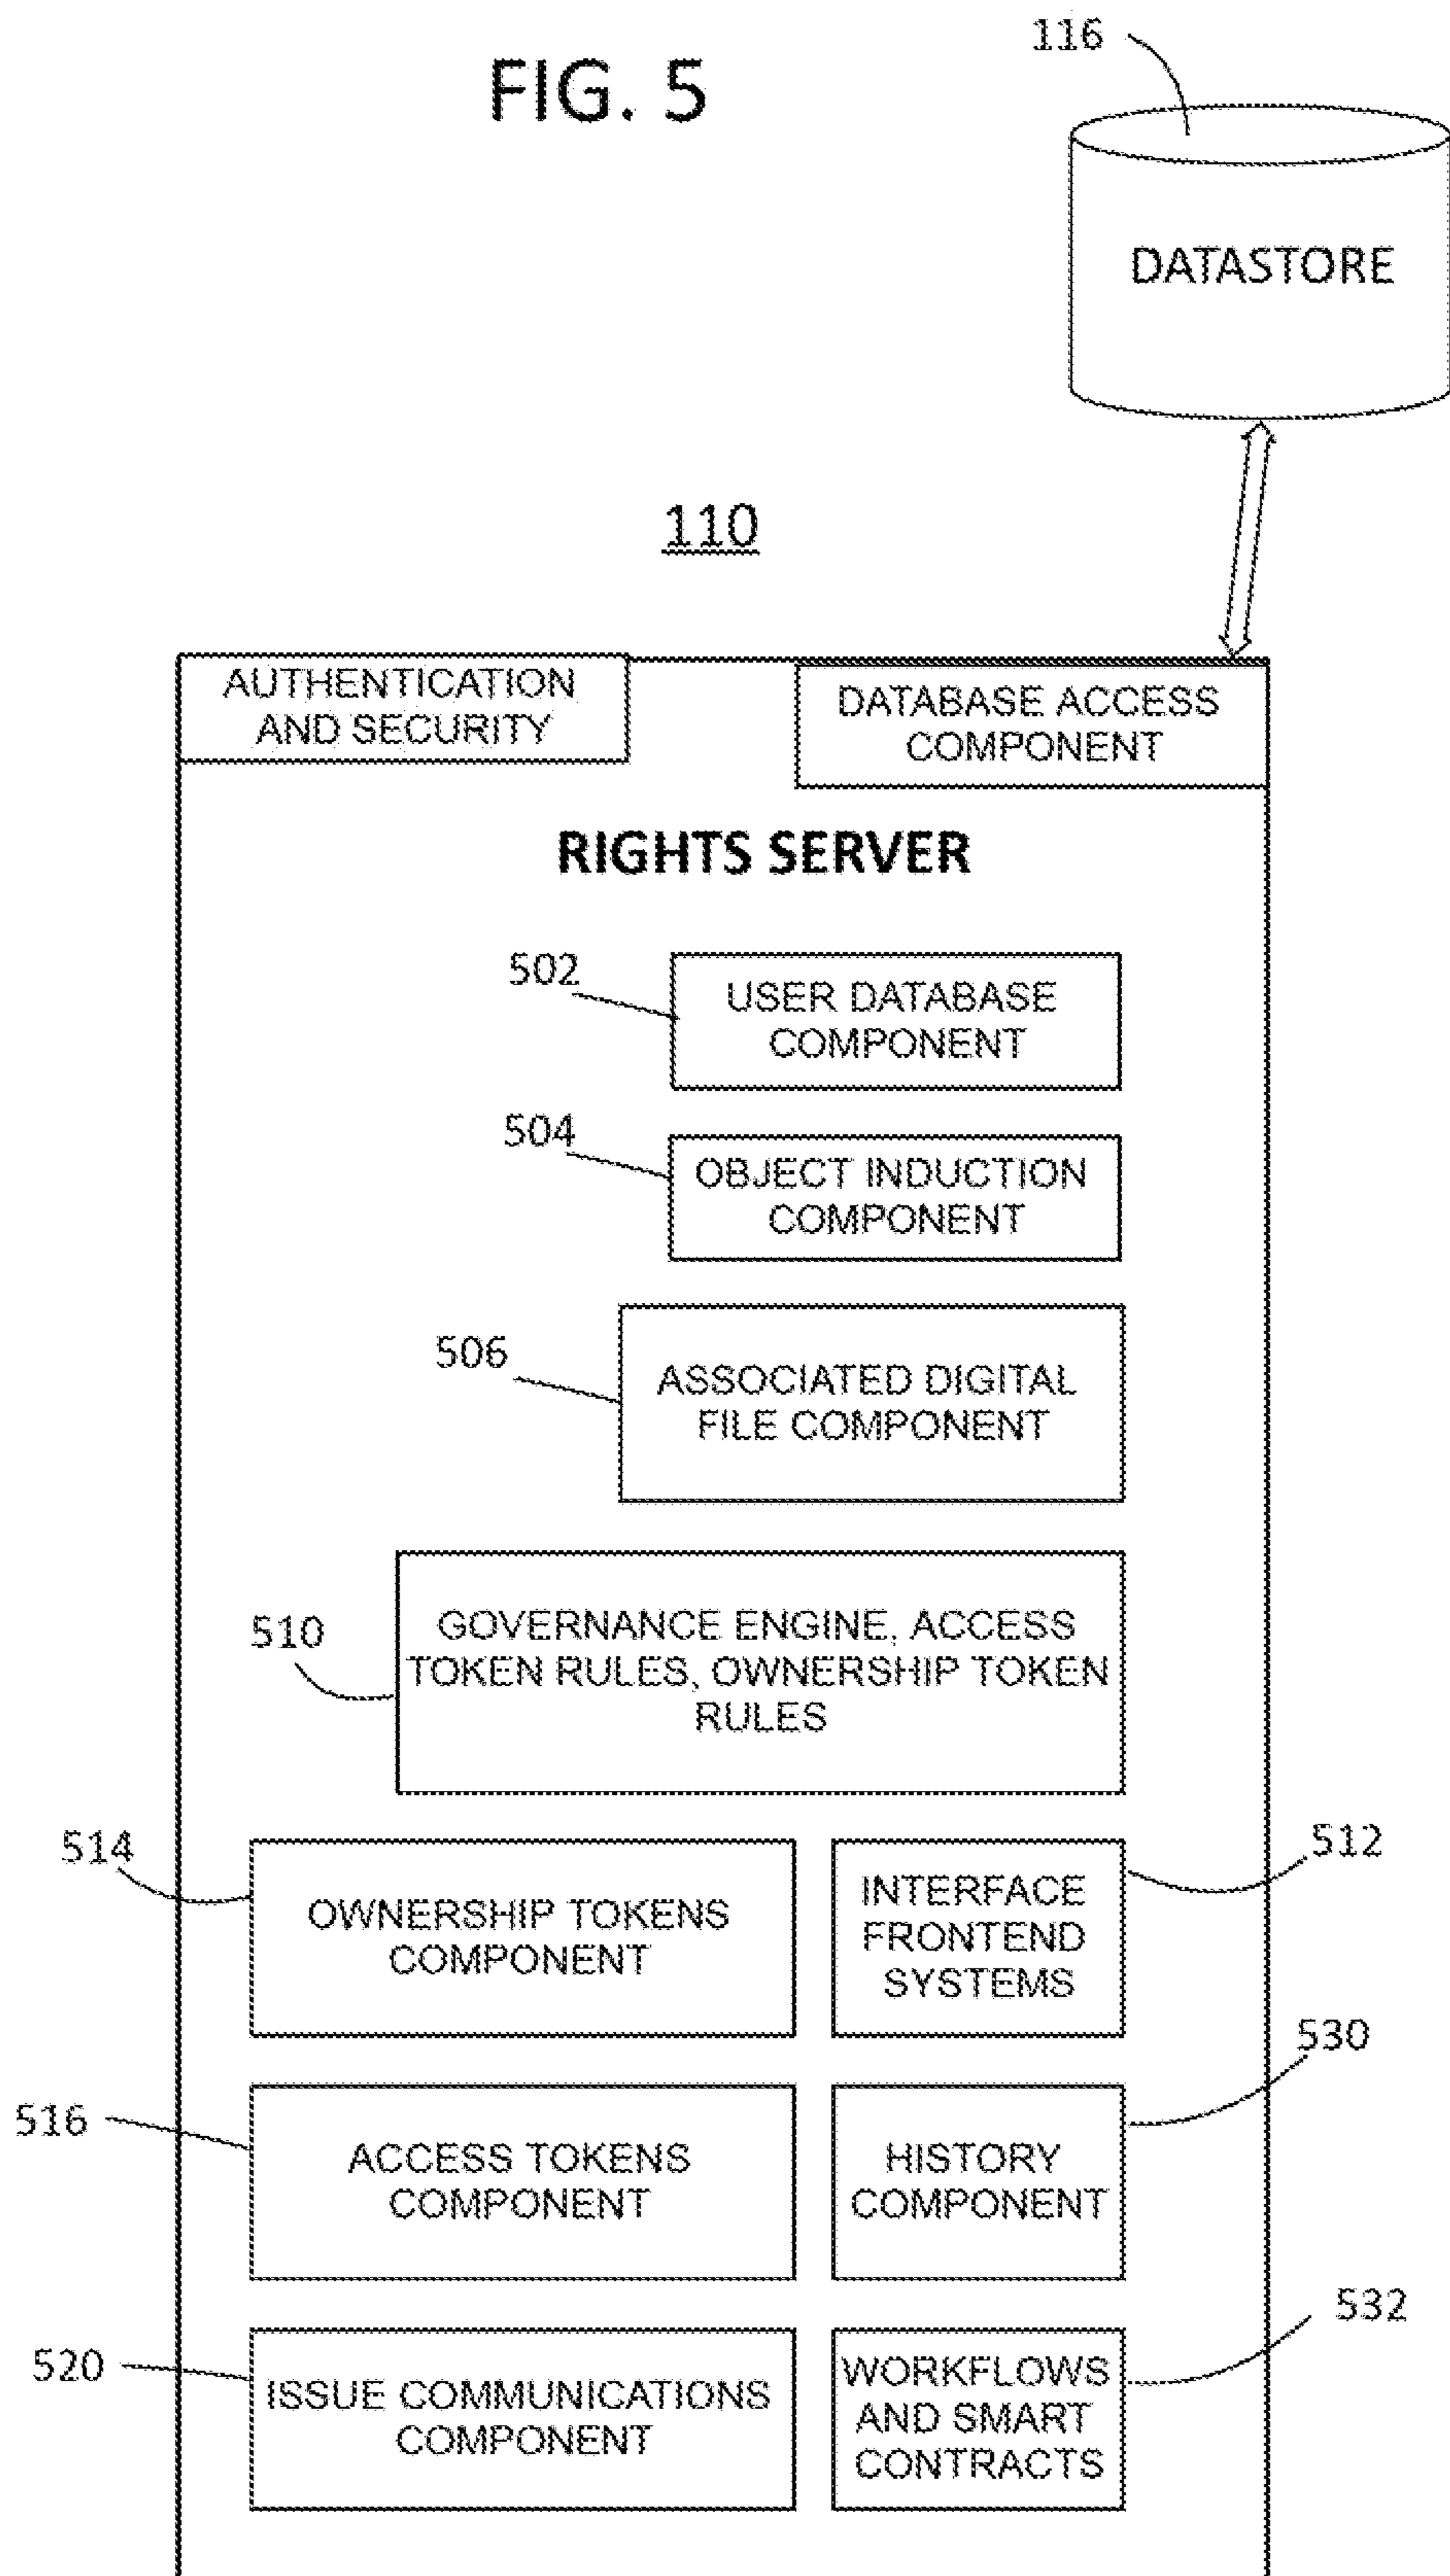 FIG. 5
116
DATASTORE
110
AUTHENTICATION
AND SECURITY
DATABASE ACCESS
COMPONENT
RIGHTS SERVER
502
USER DATABASE
COMPONENT
504
OBJECT INDUCTION
COMPONENT
506
ASSOCIATED DIGITAL
FILE COMPONENT
510
GOVERNANCE ENGINE, ACCESS
TOKEN RULES, OWNERSHIP TOKEN
RULES
514
OWNERSHIP TOKENS
COMPONENT
512
INTERFACE
FRONTEND
SYSTEMS
516
ACCESS TOKENS
COMPONENT
530
HISTORY
COMPONENT
520
ISSUE COMMUNICATIONS
COMPONENT
532
WORKFLOWS
AND SMART
CONTRACTS